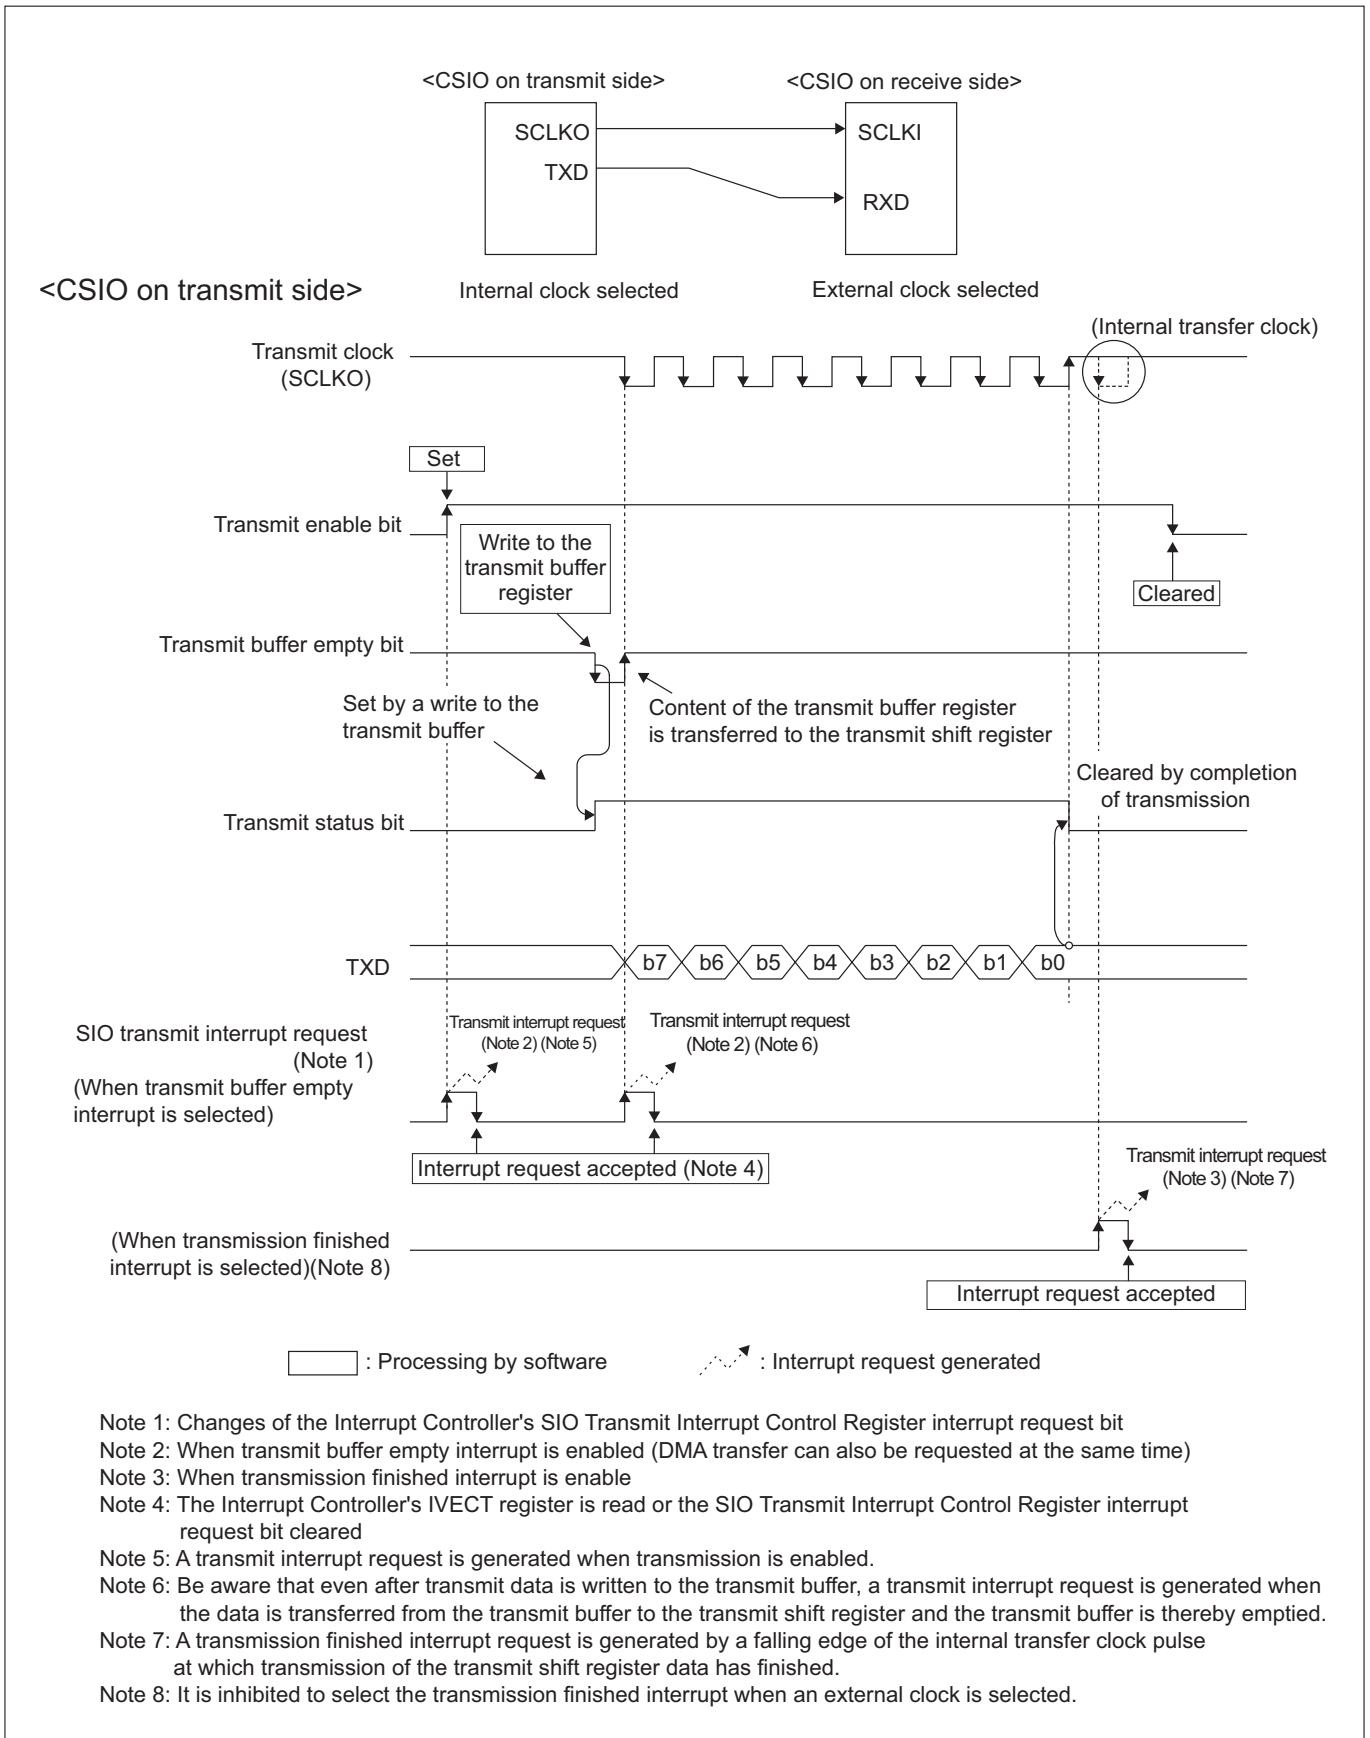 <CSIO on transmit side>
<CSIO on receive side>
SCLKO
SCLKI
TXD
RXD
<CSIO on transmit side>
Internal clock selected
External clock selected
(Internal transfer clock)
Transmit clock
(SCLKO)
Set
Transmit enable bit
Write to the
transmit buffer
register
Cleared
Transmit buffer empty bit
Set by a write to the
transmit buffer
Content of the transmit buffer register
is transferred to the transmit shift register
Cleared by completion
of transmission
Transmit status bit
TXD
b7 b6 b5 b4 b3 b2 b1 b0
SIO transmit interrupt request
(Note 1)
(When transmit buffer empty
interrupt is selected)
Transmit interrupt request
(Note 2) (Note 5)
Transmit interrupt request
(Note 2) (Note 6)
Interrupt request accepted (Note 4)
Transmit interrupt request
(Note 3) (Note 7)
(When transmission finished
interrupt is selected)(Note 8)
Interrupt request accepted
: Processing by software
: Interrupt request generated
Note 1: Changes of the Interrupt Controller's SIO Transmit Interrupt Control Register interrupt request bit
Note 2: When transmit buffer empty interrupt is enabled (DMA transfer can also be requested at the same time)
Note 3: When transmission finished interrupt is enable
Note 4: The Interrupt Controller's IVECT register is read or the SIO Transmit Interrupt Control Register interrupt
request bit cleared
Note 5: A transmit interrupt request is generated when transmission is enabled.
Note 6: Be aware that even after transmit data is written to the transmit buffer, a transmit interrupt request is generated when
the data is transferred from the transmit buffer to the transmit shift register and the transmit buffer is thereby emptied.
Note 7: A transmission finished interrupt request is generated by a falling edge of the internal transfer clock pulse
at which transmission of the transmit shift register data has finished.
Note 8: It is inhibited to select the transmission finished interrupt when an external clock is selected.